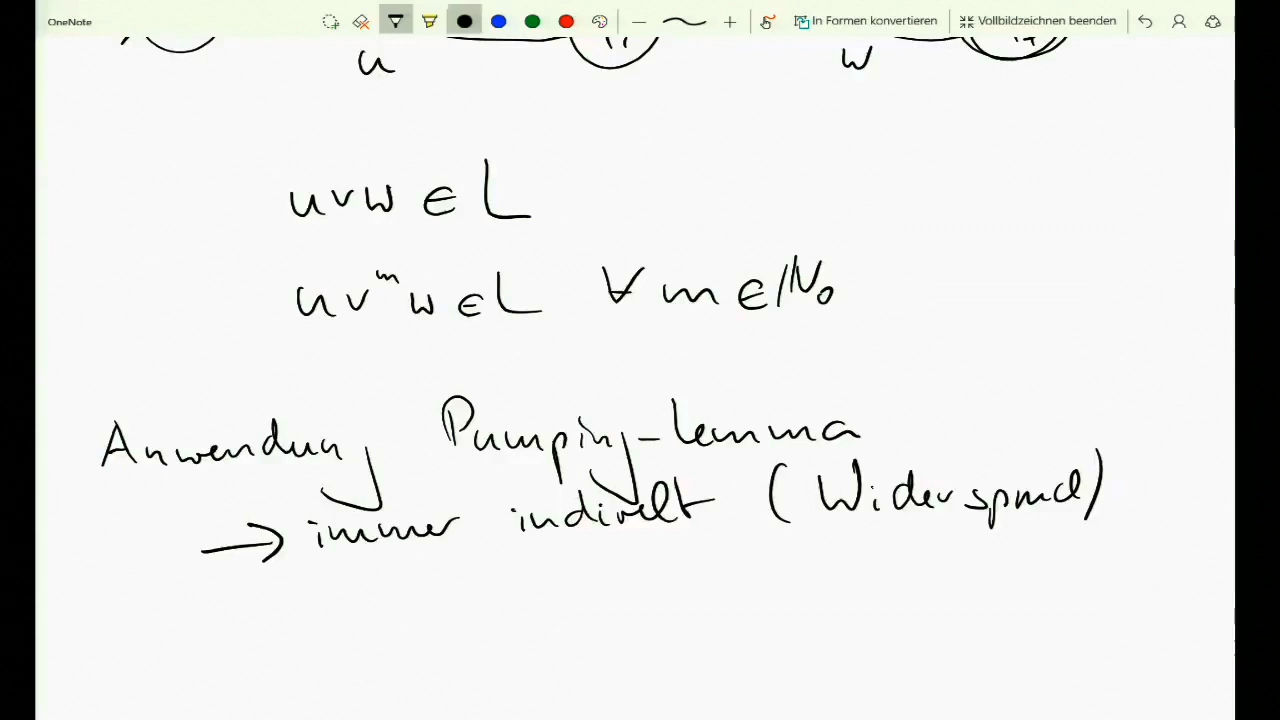 OneNote
In Formen konvertieren
Vollbildzeichnen beenden
u w
uvw ∈ L
uv^m w ∈ L ∀ m ∈ ℕ₀
Anwendung Pumping-Lemma
→ immer indirekt (Widerspruch)